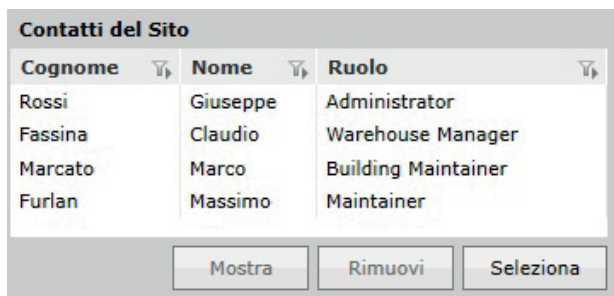 Contatti del Sito
Cognome Nome Ruolo
Rossi Giuseppe Administrator
Fassina Claudio Warehouse Manager
Marcato Marco Building Maintainer
Furlan Massimo Maintainer
Mostra Rimuovi Seleziona